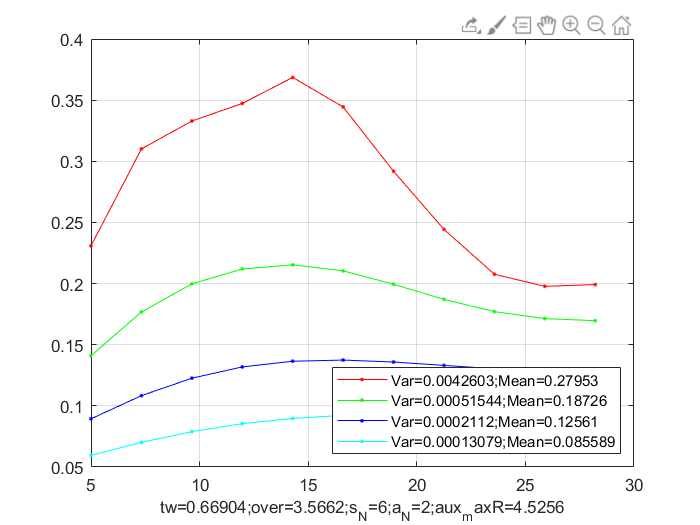 0.4
0.35
0.3
0.25
0.2
0.15
0.1
0.05
Var=0.0042603;Mean=0.27953
Var=0.00051544;Mean=0.18726
Var=0.0002112;Mean=0.12561
Var=0.00013079;Mean=0.085589
5 10 15 20 25 30
tw=0.66904;over=3.5662;s_N=6;a_N=2;aux_maxR=4.5256